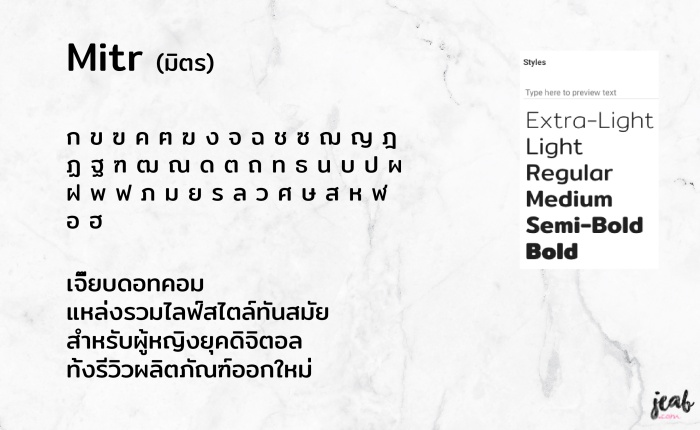 Mitr (มิตร)
ก ข ฃ ค ฅ ฆ ง จ ฉ ช ซ ฌ ญ ฎ
ฏ ฐ ฑ ฒ ณ ด ต ถ ท ธ น บ ป ผ
ฝ พ ฟ ภ ม ย ร ล ว ศ ษ ส ห ฬ
อ ฮ
เจี๊ยบดอทคอม
แหล่งรวมไลฟ์สไตล์ทันสมัย
สำหรับผู้หญิงยุคดิจิตอล
ทั้งรีวิวผลิตภัณฑ์ออกใหม่
Styles
Type here to preview text
Extra-Light
Light
Regular
Medium
Semi-Bold
Bold
jeab
.com